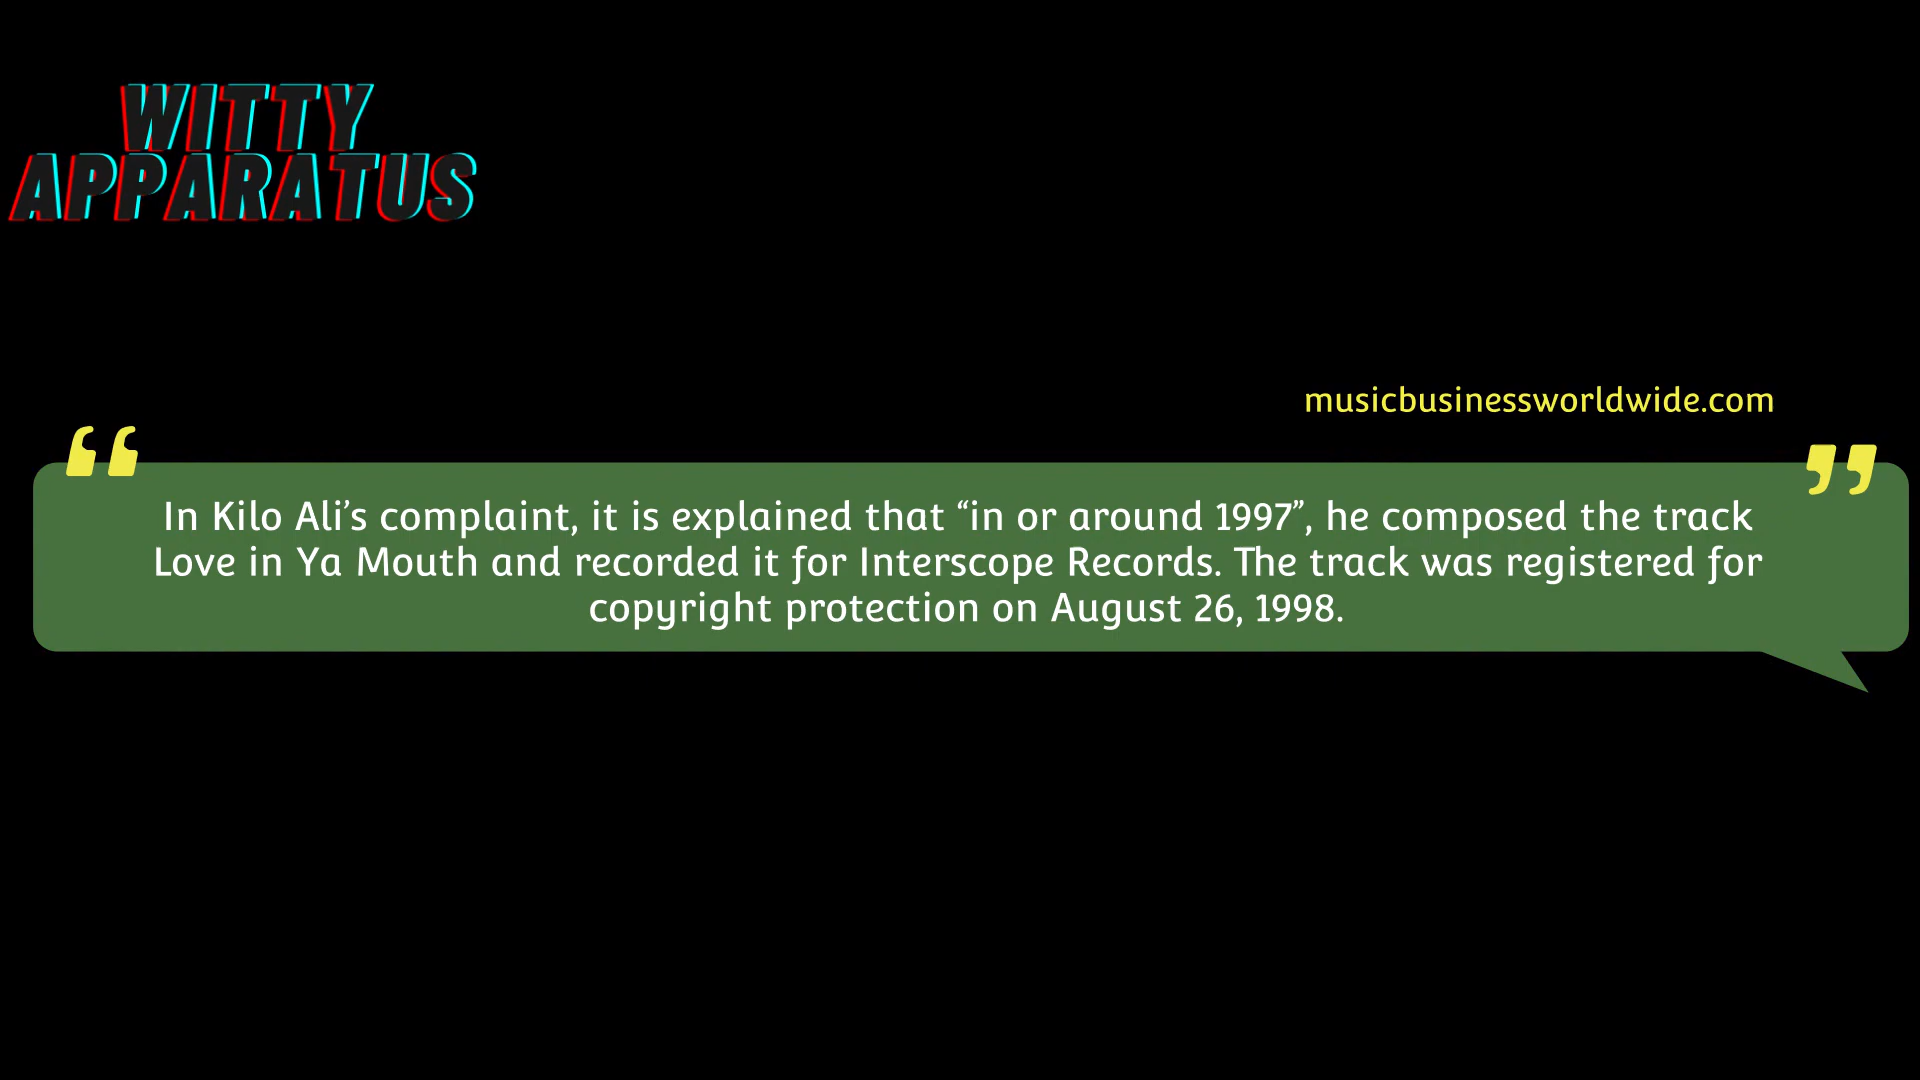 WITTY
APPARATUS
musicbusinessworldwide.com
“ ”
In Kilo Ali’s complaint, it is explained that “in or around 1997”, he composed the track
Love in Ya Mouth and recorded it for Interscope Records. The track was registered for
copyright protection on August 26, 1998.